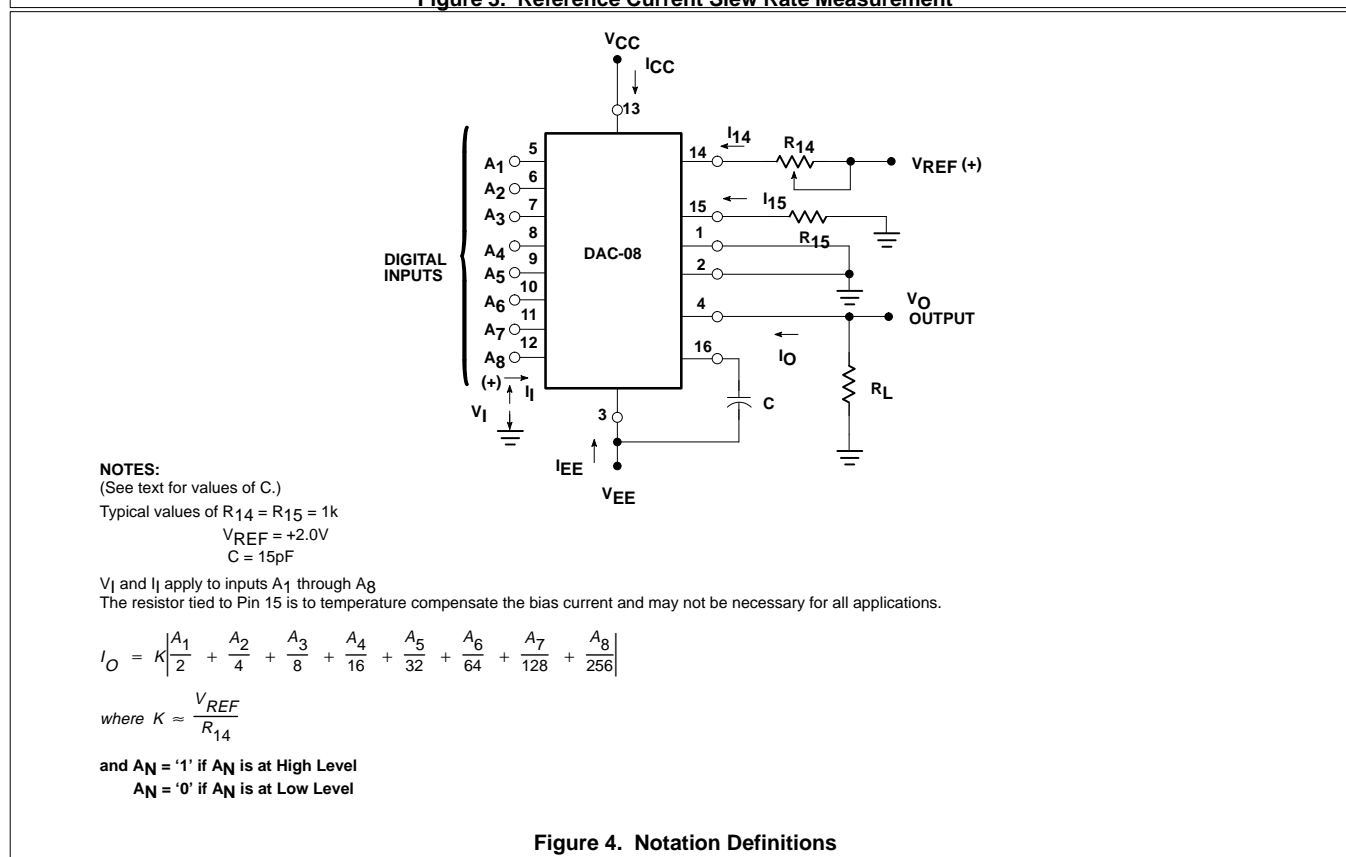 Figure 3. Reference Current Slew Rate Measurement
VCC
ICC
13
I14
R14
5
14
A1
VREF (+)
6
A2
I15
7
15
A3
R15
8
1
A4
DIGITAL
INPUTS
DAC-08
9
2
A5
10
A6
VO
OUTPUT
11
4
A7
12
IO
16
A8
(+)
II
RL
C
VI
3
IEE
VEE
NOTES:
(See text for values of C.)
Typical values of R14 = R15 = 1k
VREF = +2.0V
C = 15pF
VI and II apply to inputs A1 through A8
The resistor tied to Pin 15 is to temperature compensate the bias current and may not be necessary for all applications.
IO = K|A1/2 + A2/4 + A3/8 + A4/16 + A5/32 + A6/64 + A7/128 + A8/256|
where K ≈ VREF/R14
and AN = ‘1’ if AN is at High Level
AN = ‘0’ if AN is at Low Level
Figure 4. Notation Definitions